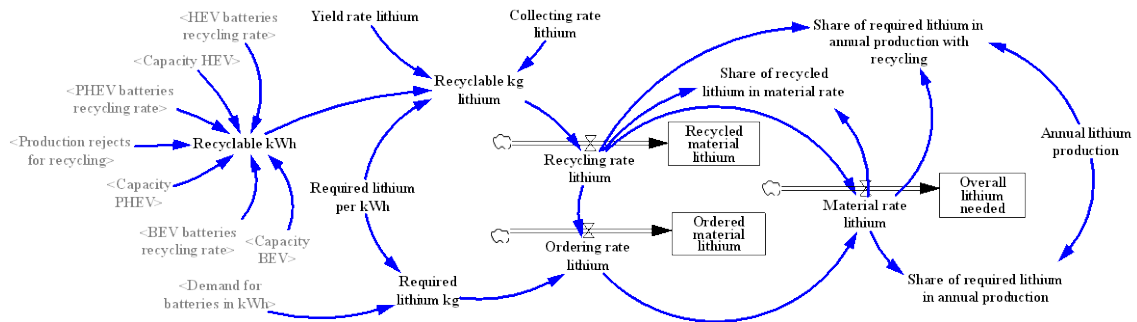 <HEV batteries
recycling rate>
Yield rate lithium
Collecting rate
lithium
Share of required lithium in
annual production with
recycling
<Capacity HEV>
<PHEV batteries
recycling rate>
Recyclable kg
lithium
Share of recycled
lithium in material rate
<Production rejects
for recycling>
Recyclable kWh
Recycled
material
lithium
Recycling rate
lithium
Annual lithium
production
<Capacity
PHEV>
Required lithium
per kWh
Overall
lithium
needed
Material rate
lithium
<BEV batteries
recycling rate>
<Capacity
BEV>
Ordered
material
lithium
Ordering rate
lithium
<Demand for
batteries in kWh>
Required
lithium kg
Share of required lithium
in annual production